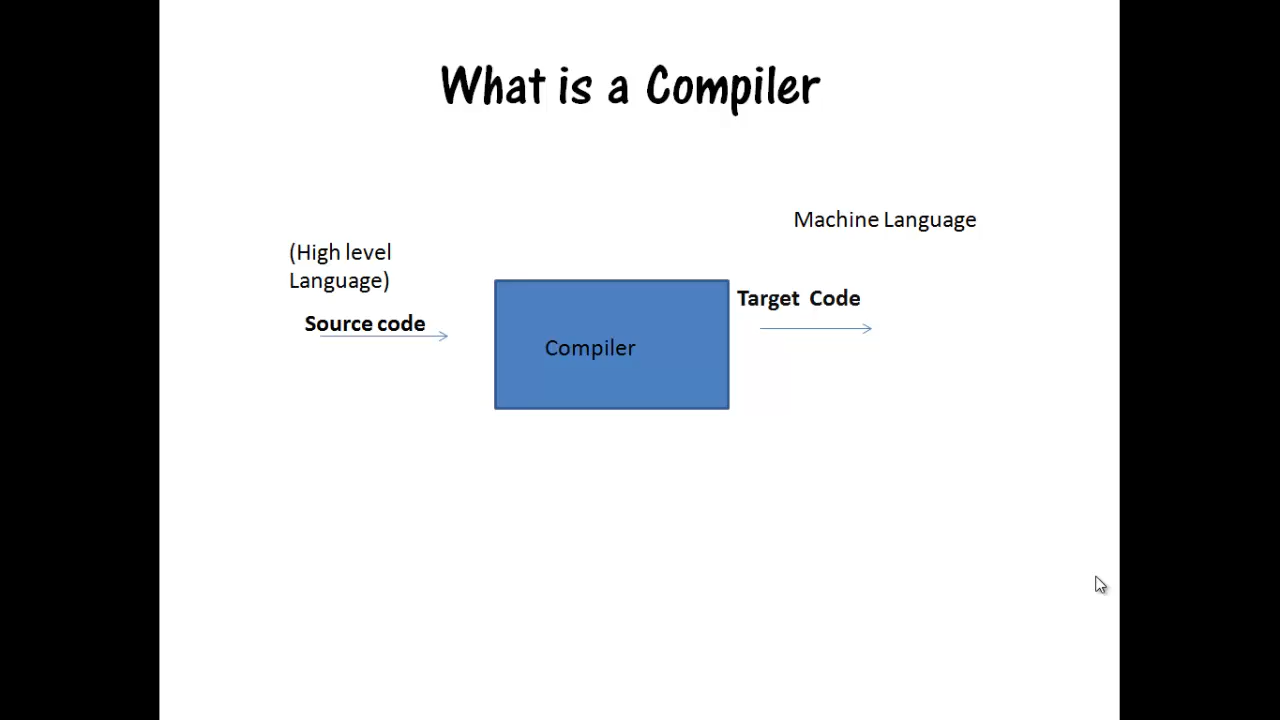 What is a Compiler
Machine Language
(High level
Language)
Target Code
Source code
Compiler